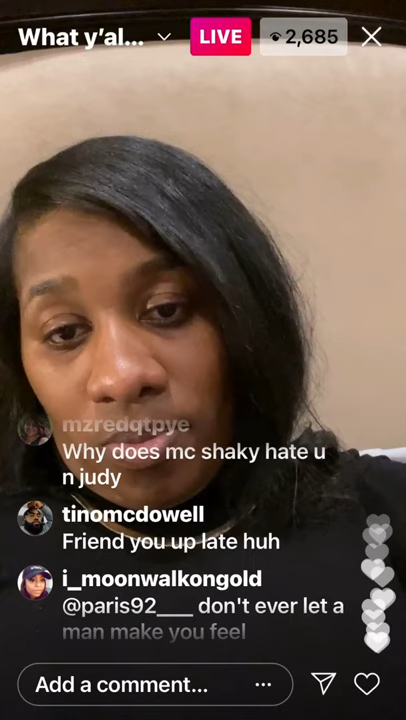 What y’al...
LIVE
2,685
mzredqtpye
Why does mc shaky hate u
n judy
tinomcdowell
Friend you up late huh
i_moonwalkongold
@paris92___ don't ever let a
man make you feel
Add a comment...